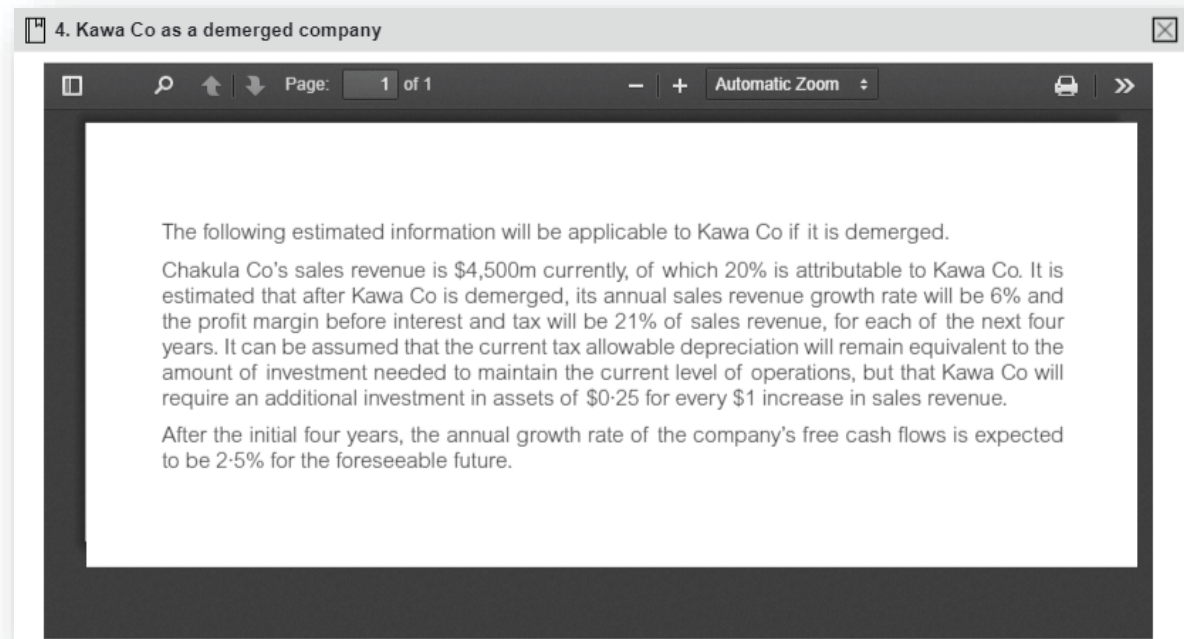 4. Kawa Co as a demerged company
Page: 1 of 1
Automatic Zoom
The following estimated information will be applicable to Kawa Co if it is demerged.
Chakula Co's sales revenue is $4,500m currently, of which 20% is attributable to Kawa Co. It is
estimated that after Kawa Co is demerged, its annual sales revenue growth rate will be 6% and
the profit margin before interest and tax will be 21% of sales revenue, for each of the next four
years. It can be assumed that the current tax allowable depreciation will remain equivalent to the
amount of investment needed to maintain the current level of operations, but that Kawa Co will
require an additional investment in assets of $0·25 for every $1 increase in sales revenue.
After the initial four years, the annual growth rate of the company's free cash flows is expected
to be 2·5% for the foreseeable future.